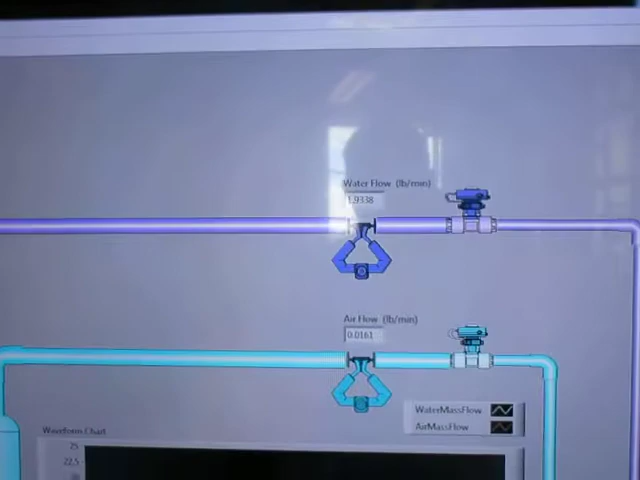 Water Flow (lb/min)
1.9338
Air Flow (lb/min)
0.0161
WaterMassFlow
AirMassFlow
Waveform Chart
25
22.5